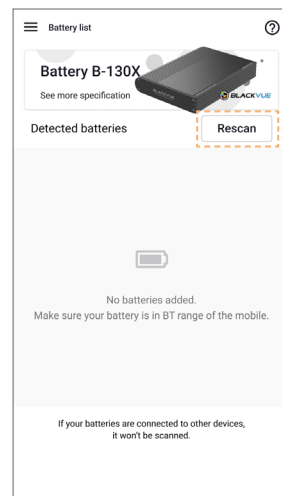 Battery list
Battery B-130X
See more specification
BLACKVUE
Detected batteries
Rescan
No batteries added.
Make sure your battery is in BT range of the mobile.
If your batteries are connected to other devices,
it won't be scanned.